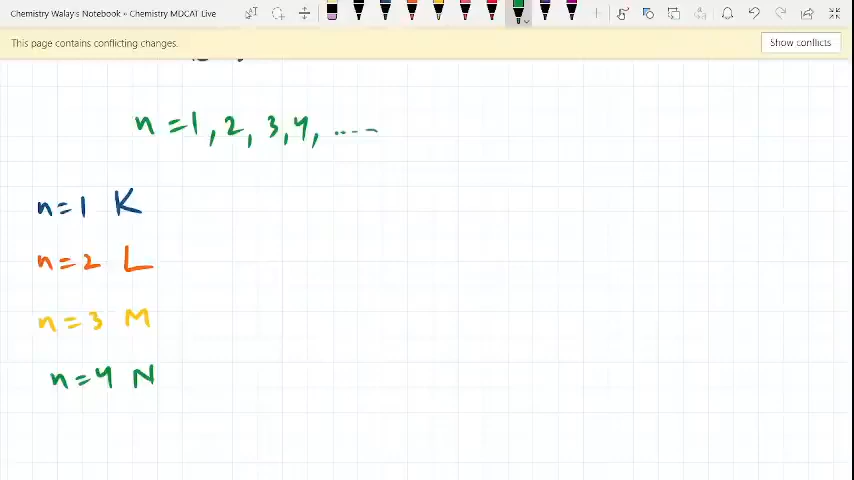 Chemistry Walay's Notebook » Chemistry MDCAT Live
This page contains conflicting changes.
Show conflicts
n = 1, 2, 3, 4, .....
n = 1 K
n = 2 L
n = 3 M
n = 4 N